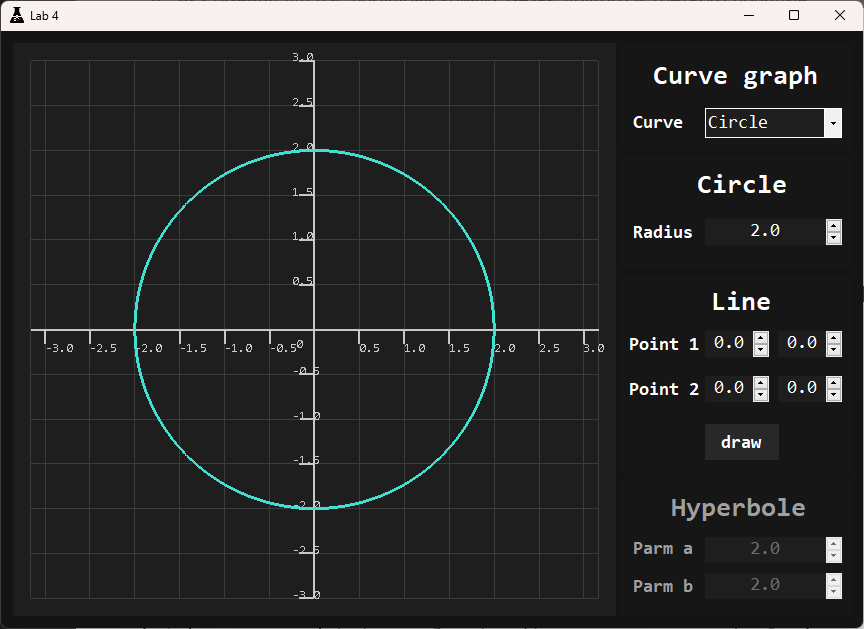 Lab 4
Curve graph
Curve Circle
Circle
Radius 2.0
Line
Point 1 0.0 0.0
Point 2 0.0 0.0
draw
Hyperbole
Parm a 2.0
Parm b 2.0
3.0
2.5
2.0
1.5
1.0
0.5
-3.0 -2.5 -2.0 -1.5 -1.0 -0.5 0 0.5 1.0 1.5 2.0 2.5 3.0
-0.5
-1.0
-1.5
-2.0
-2.5
-3.0